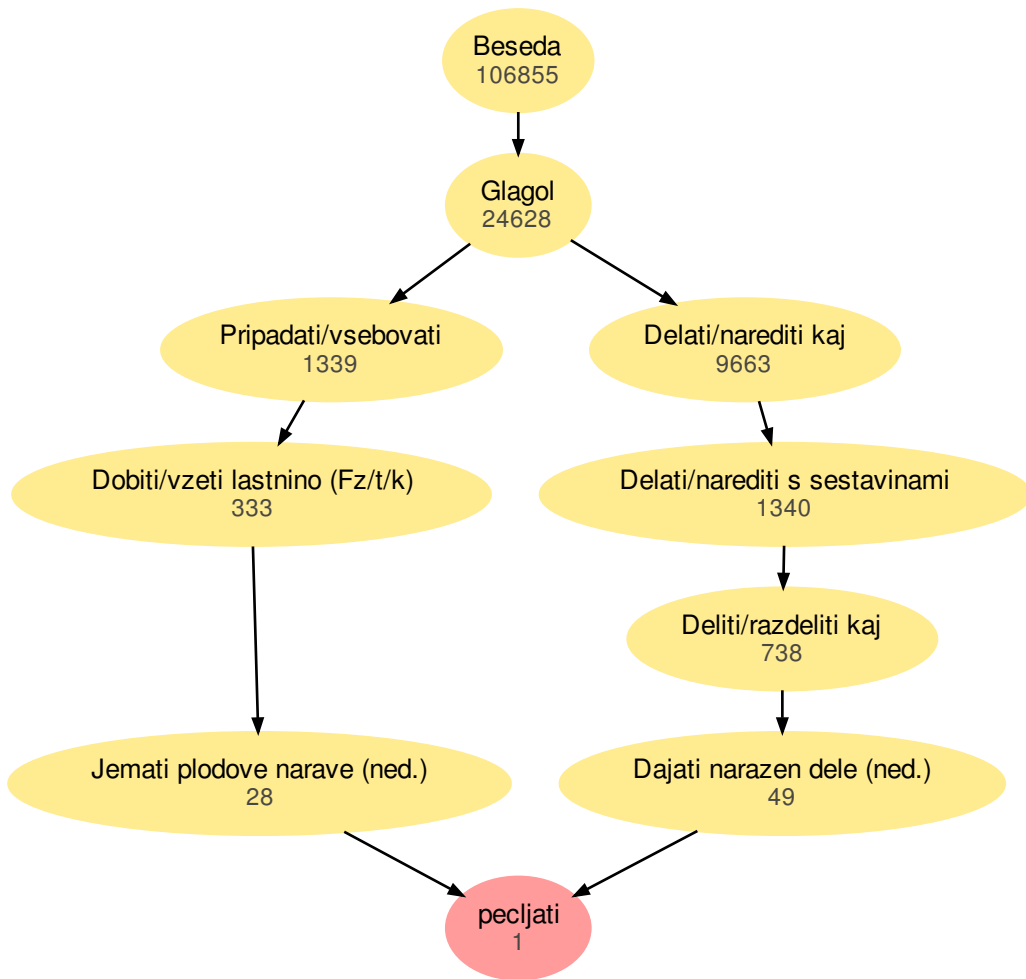 Beseda
106855
Glagol
24628
Pripadati/vsebovati
1339
Delati/narediti kaj
9663
Dobiti/vzeti lastnino (Fz/t/k)
333
Delati/narediti s sestavinami
1340
Deliti/razdeliti kaj
738
Jemati plodove narave (ned.)
28
Dajati narazen dele (ned.)
49
pecljati
1